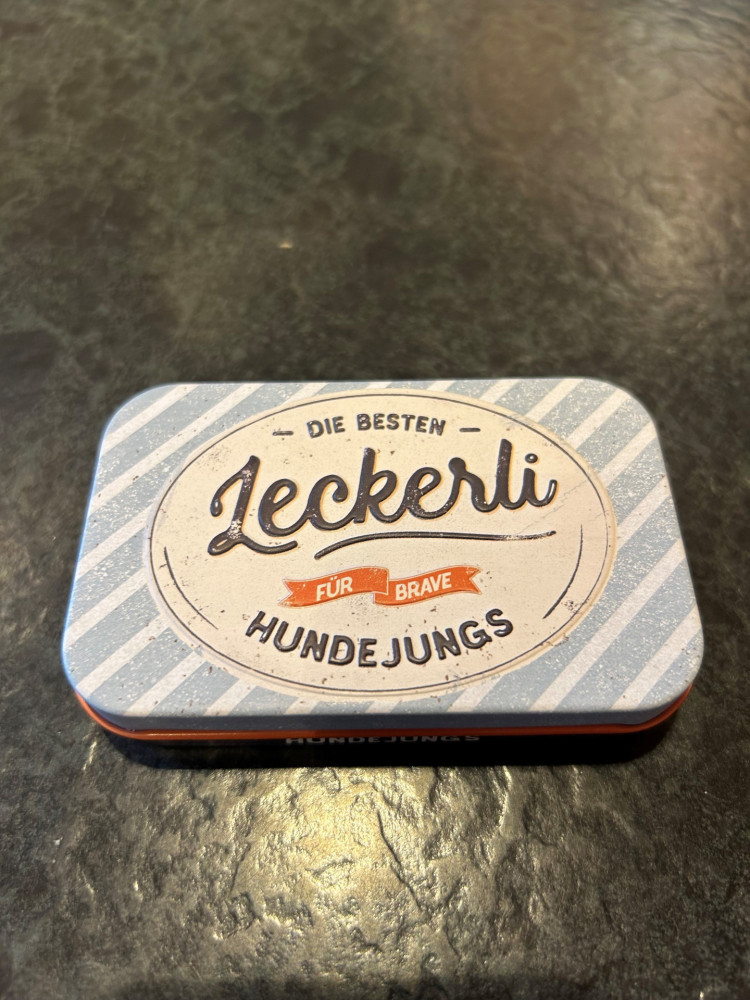 DIE BESTEN
Leckerli
FÜR BRAVE
HUNDEJUNGS
HUNDEJUNGS